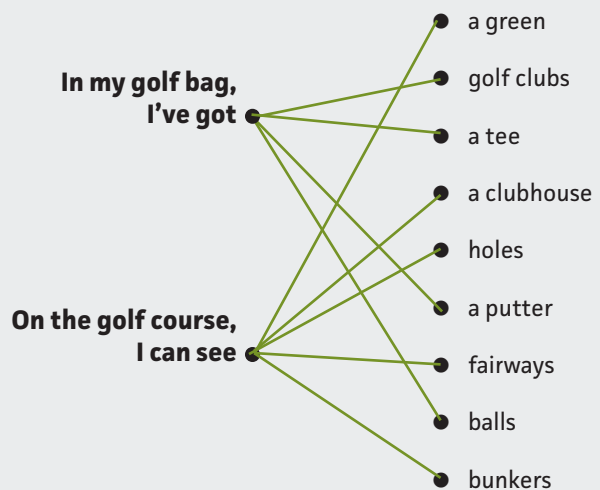 In my golf bag,
I've got
On the golf course,
I can see
a green
golf clubs
a tee
a clubhouse
holes
a putter
fairways
balls
bunkers